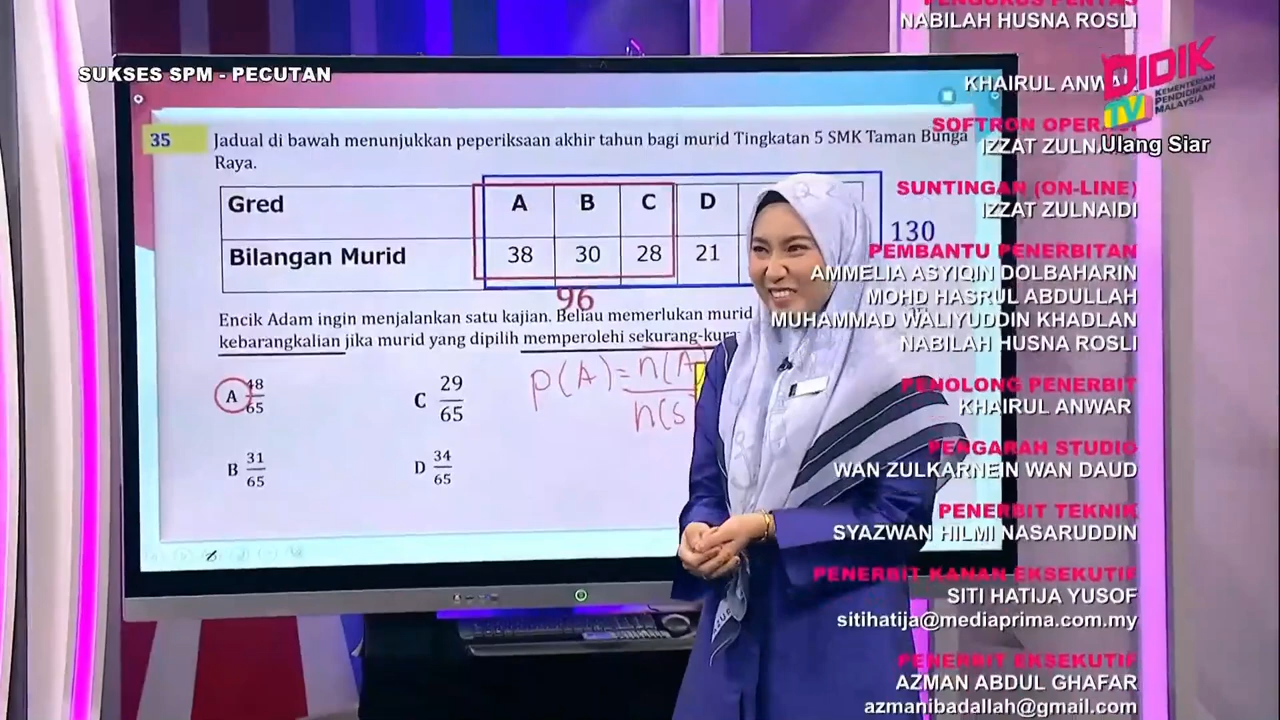 SUKSES SPM - PECUTAN
35
Jadual di bawah menunjukkan peperiksaan akhir tahun bagi murid Tingkatan 5 SMK Taman Bunga
Raya.
Gred A B C D
Bilangan Murid 38 30 28 21
130
96
Encik Adam ingin menjalankan satu kajian. Beliau memerlukan murid
kebarangkalian jika murid yang dipilih memperolehi
A 48/65
C 29/65
B 31/65
D 34/65
P(A)=n(A
n(S
DIDIK
TV
KEMENTERIAN
PENDIDIKAN
MALAYSIA
Ulang Siar
NABILAH HUSNA ROSLI
KHAIRUL
SOFTRON
IZZAT
SUNTINGAN (ON-LINE)
IZZAT ZULNAIDI
PEMBANTU PENERBITAN
AMMELIA ASYIQIN DOLBAHARIN
MOHD HASRUL ABDULLAH
MUHAMMAD WALIYUDDIN KHADLAN
NABILAH HUSNA ROSLI
PENOLONG PENERBIT
KHAIRUL ANWAR
PENGARAH STUDIO
WAN ZULKARNEIN WAN DAUD
PENERBIT TEKNIK
SYAZWAN HILMI NASARUDDIN
PENERBIT KANAN EKSEKUTIF
SITI HATIJA YUSOF
sitihatija@mediaprima.com.my
PENERBIT EKSEKUTIF
AZMAN ABDUL GHAFAR
azmanibadallah@gmail.com